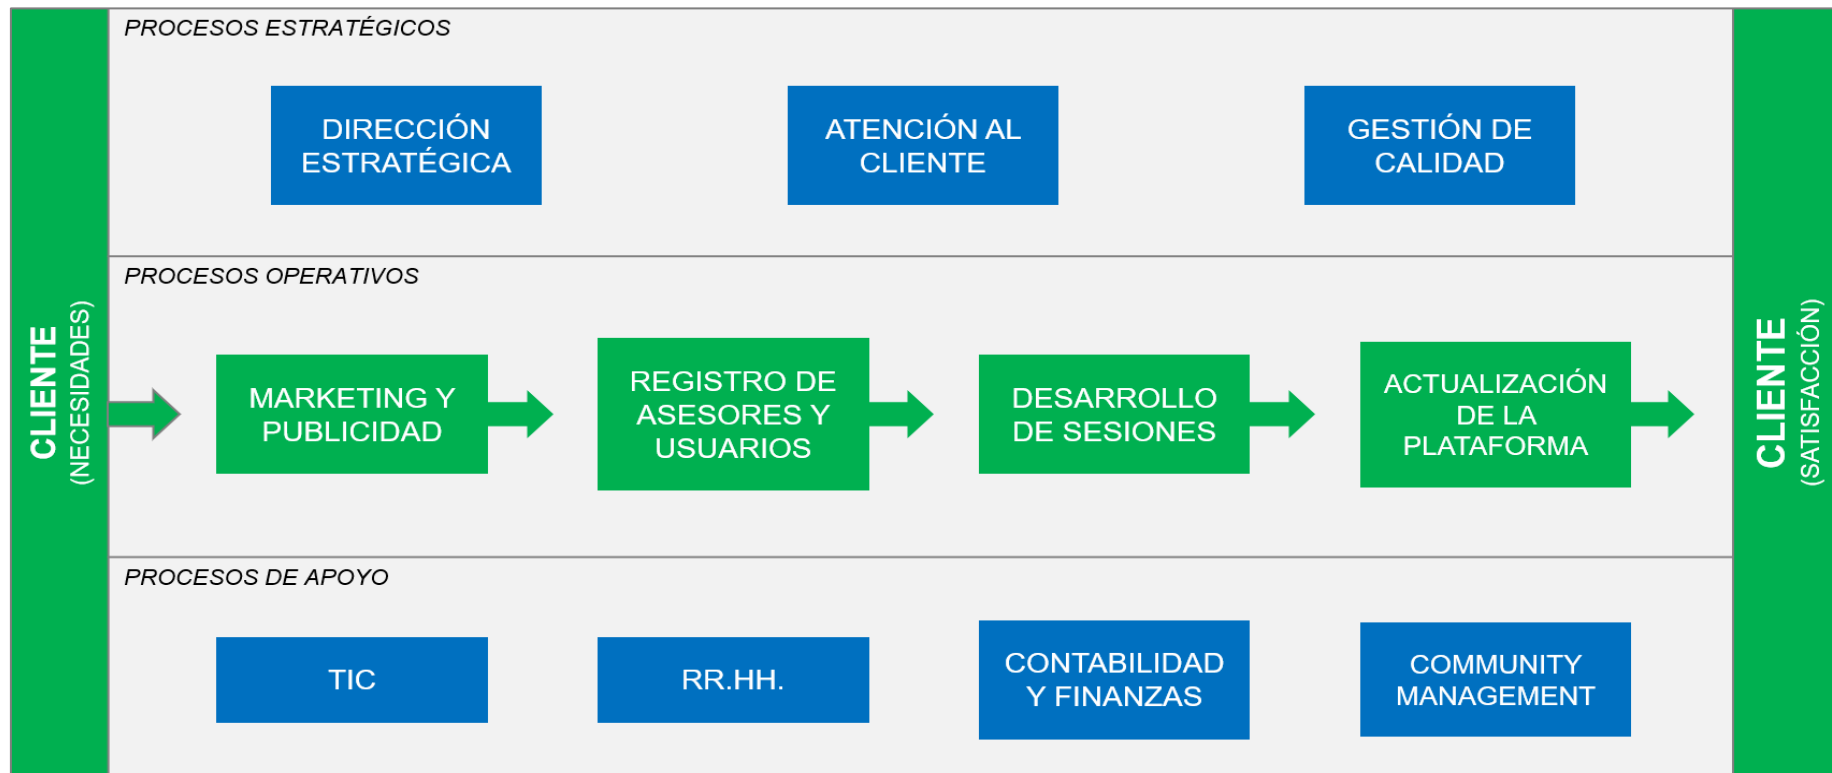 PROCESOS ESTRATÉGICOS
DIRECCIÓN
ESTRATÉGICA
ATENCIÓN AL
CLIENTE
GESTIÓN DE
CALIDAD
CLIENTE
(NECESIDADES)
PROCESOS OPERATIVOS
MARKETING Y
PUBLICIDAD
REGISTRO DE
ASESORES Y
USUARIOS
DESARROLLO
DE SESIONES
ACTUALIZACIÓN
DE LA
PLATAFORMA
CLIENTE
(SATISFACCIÓN)
PROCESOS DE APOYO
TIC
RR.HH.
CONTABILIDAD
Y FINANZAS
COMMUNITY
MANAGEMENT